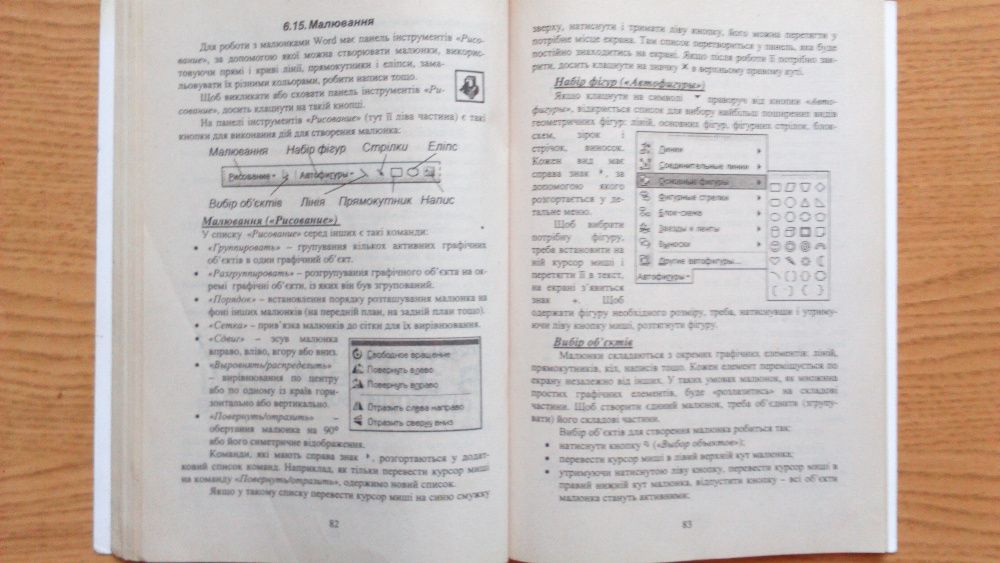 6.15. Малювання
Для роботи з малюнками Word має панель інструментів «Рисо-
вание», за допомогою якої можна створювати малюнки, викорис-
товуючи прямі і криві лінії, прямокутники і еліпси, зама-
льовувати їх різними кольорами, робити написи тощо.
Щоб викликати або сховати панель інструментів «Ри-
сование», досить клацнути на такій кнопці.
На панелі інструментів «Рисование» (тут її ліва частина) є такі
кнопки для виконання дій для створення малюнка:
Малювання Набір фігур Стрілки Еліпс
Рисование Автофигуры
Вибір об'єктів Лінія Прямокутник Напис
Малювання («Рисование»)
У списку «Рисование» серед інших є такі команди:
• «Группировать» – групування кількох активних графічних
об'єктів в один графічний об'єкт.
• «Разгруппировать» – розгрупування графічного об'єкта на ок-
ремі графічні об'єкти, із яких він був згрупований.
• «Порядок» – встановлення порядку розташування малюнка на
фоні інших малюнків (на передній план, на задній план тощо).
• «Сетка» – прив'язка малюнків до сітки для їх вирівнювання.
• «Сдвиг» – зсув малюнка
вправо, вліво, вгору або вниз.
• «Выровнять/распределить»
– вирівнювання по центру
або по одному із країв гори-
зонтально або вертикально.
• «Повернуть/отразить» –
обертання малюнка на 90°
або його симетричне відображення.
Свободное вращение
Повернуть влево
Повернуть вправо
Отразить слева направо
Отразить сверху вниз
Команди, які мають справа знак ▸, розгортаються у додат-
ковий список команд. Наприклад, як тільки перевести курсор миші
на команду «Повернуть/отразить», одержимо новий список.
Якщо у такому списку перевести курсор миші на синю смужку
82
зверху, натиснути і тримати ліву кнопку, його можна перетягти у
потрібне місце екрана. Там список перетвориться у панель, яка буде
постійно знаходитись на екрані. Якщо після роботи її потрібно зак-
рити, досить клацнути на значку × в верхньому правому куті.
Набір фігур («Автофигуры»)
Якщо клацнути на символі ▾ праворуч від кнопки «Авто-
фигуры», відкриється список для вибору найбільш поширених видів
геометричних фігур: ліній, основних фігур, фігурних стрілок, блок-
схем, зірок і
стрічок, виносок.
Кожен вид має
справа знак ▸, за
допомогою якого
розгортається у де-
тальне меню.
Щоб вибрати
потрібну фігуру,
треба встановити на
ній курсор миші і
перетягти її в текст,
на екрані з'явиться
знак +. Щоб
Линии
Соединительные линии
Основные фигуры
Фигурные стрелки
Блок-схема
Звезды и ленты
Выноски
Другие автофигуры...
Автофигуры
одержати фігуру необхідного розміру, треба, натиснувши і утриму-
ючи ліву кнопку миші, розтягнути фігуру.
Вибір об'єктів
Малюнки складаються з окремих графічних елементів: ліній,
прямокутників, кіл, написів тощо. Кожен елемент переміщується по
екрану незалежно від інших. У таких умовах малюнок, як множина
простих графічних елементів, буде «розлазитись» на складові
частини. Щоб створити єдиний малюнок, треба об'єднати (згрупу-
вати) його складові частини.
Вибір об'єктів для створення малюнка робиться так:
• натиснути кнопку («Выбор объектов»);
• перевести курсор миші в лівий верхній кут малюнка;
• утримуючи натиснутою ліву кнопку, перевести курсор миші в
правий нижній кут малюнка, відпустити кнопку – всі об'єкти
малюнка стануть активними;
83